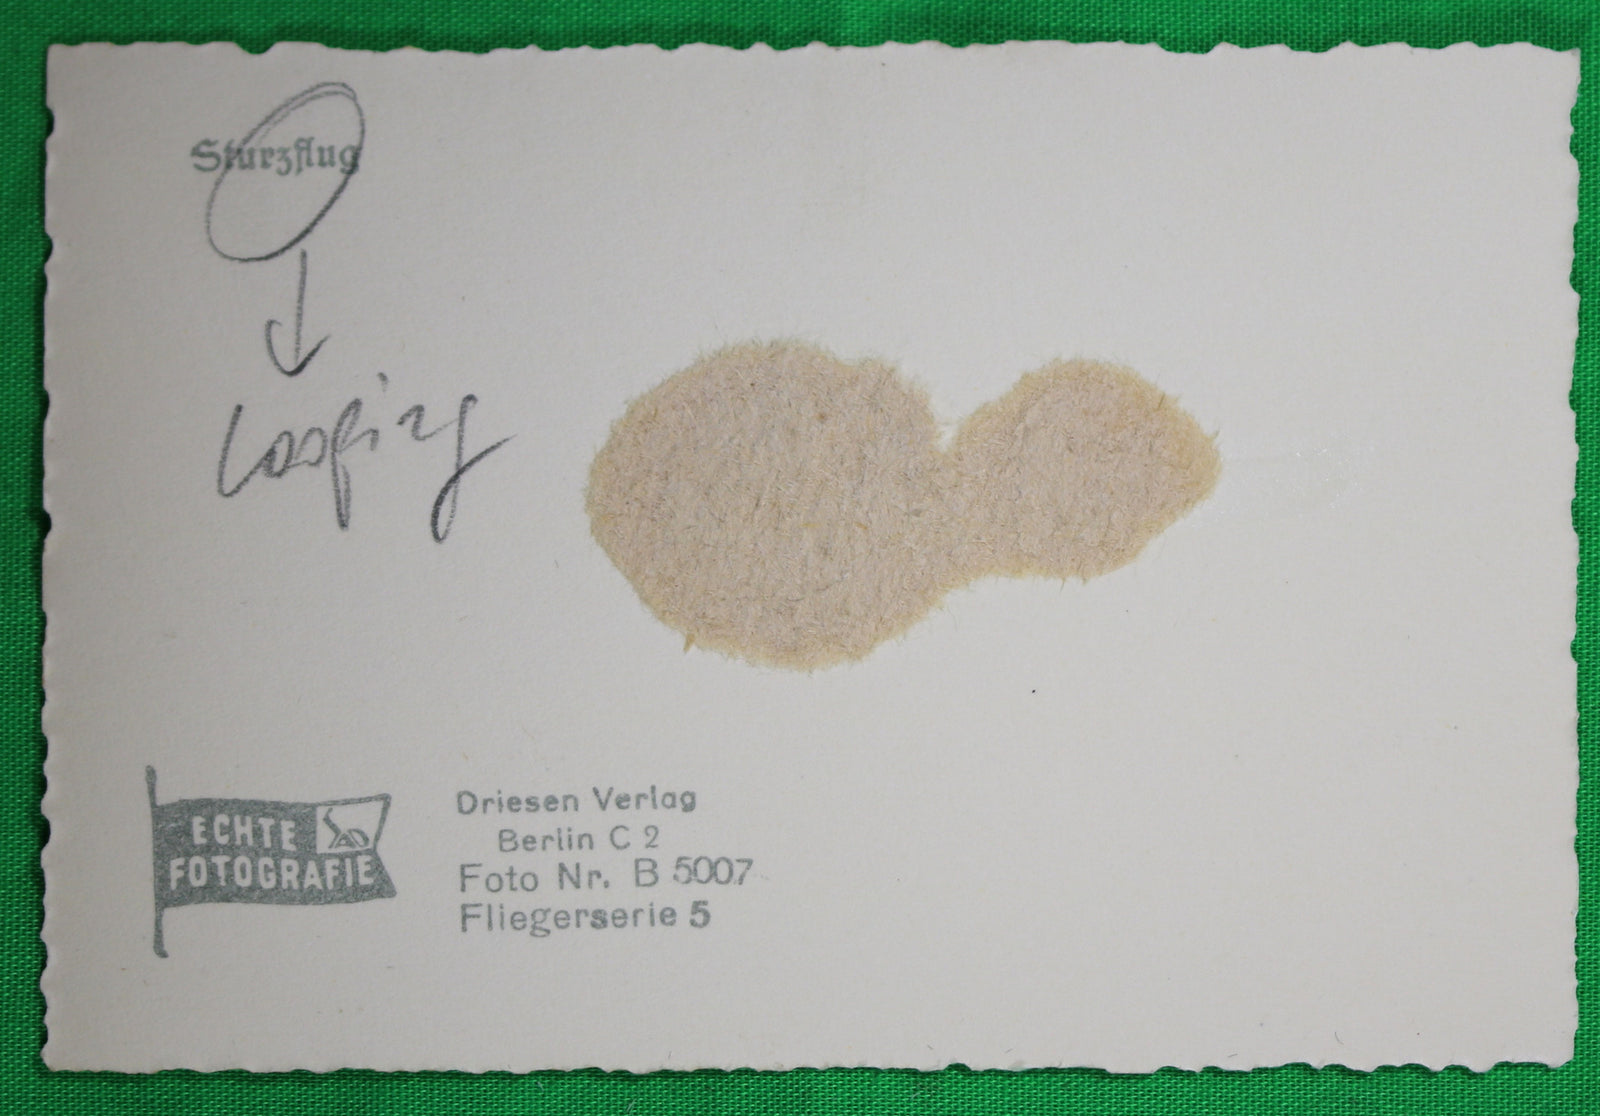 Sturzflug
Looping
ECHTE
FOTOGRAFIE
Driesen Verlag
Berlin C 2
Foto Nr. B 5007
Fliegerserie 5